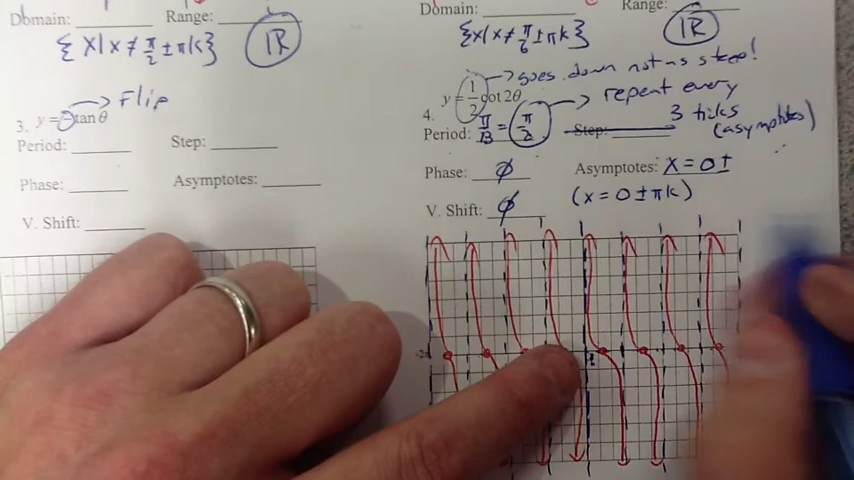 Domain: Range:
{x|x≠π/2±πk} ℝ
3. y = -tan θ → Flip
Period: Step:
Phase: Asymptotes:
V. Shift:
Domain: Range:
{x|x≠π/6±πk} ℝ
4. y = 1/2 cot 2θ → goes down not as steep!
Period: π/B = π/2 → repeat every
Step: 3 ticks
(asymptotes)
Phase: ϕ Asymptotes: x = 0 ±
(x = 0 ± πk)
V. Shift: ϕ